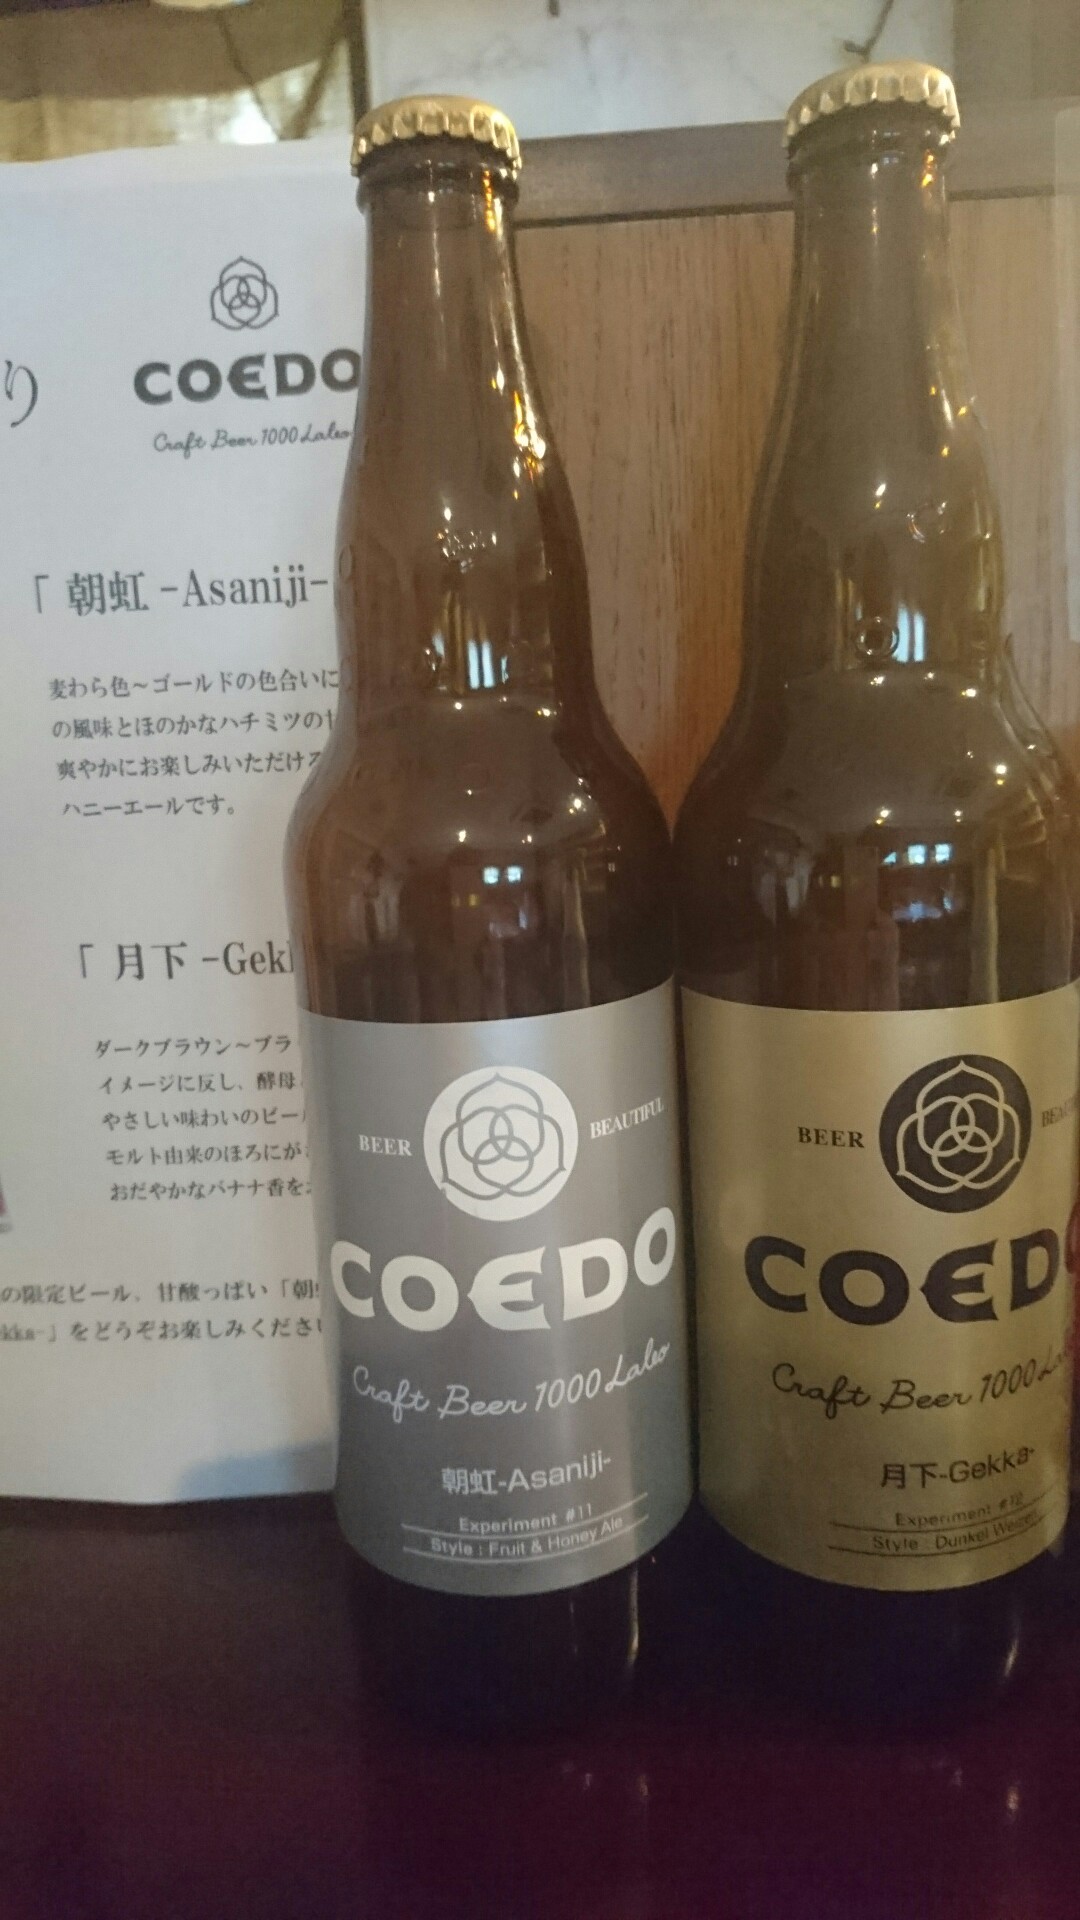 り
COEDO
Craft Beer 1000 Labo
「 朝虹 -Asaniji-
麦わら色~ゴールドの色合いに
の風味とほのかなハチミツの
爽やかにお楽しみいただける
ハニーエールです。
「 月下 -Gek
ダークブラウン~ブラ
イメージに反し、酵母
やさしい味わいのビー
モルト由来のほろにが
おだやかなバナナ香を
の限定ビール、甘酸っぱい「朝
kka-」をどうぞお楽しみくださ
BEER BEAUTIFUL
COEDO
Craft Beer 1000 Labo
朝虹-Asaniji-
Experiment #11
Style : Fruit & Honey Ale
BEER BEAU
COED
Craft Beer 1000 La
月下-Gekka-
Experiment #12
Style : Dunkel Weizen